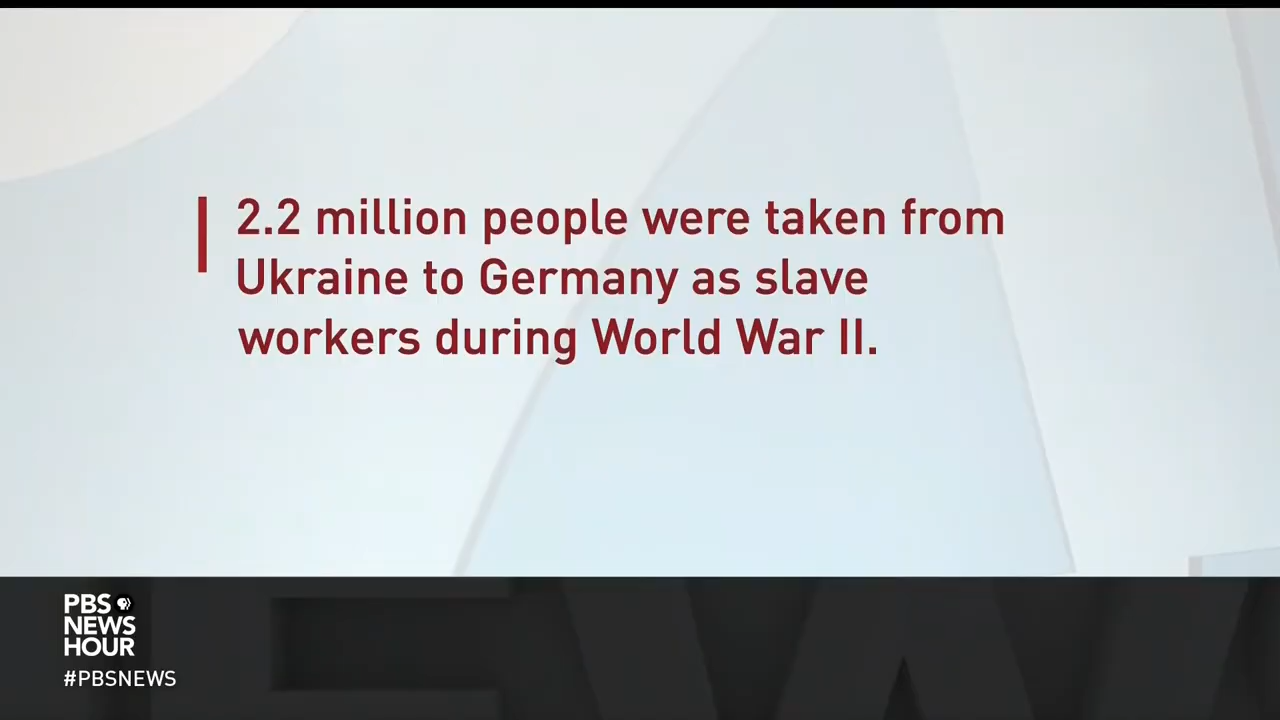 2.2 million people were taken from
Ukraine to Germany as slave
workers during World War II.
PBS
NEWS
HOUR
#PBSNEWS